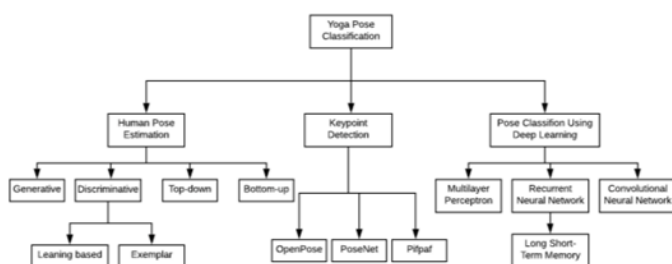 Yoga Pose
Classification
Human Pose
Estimation
Keypoint
Detection
Pose Classifion Using
Deep Learning
Generative
Discriminative
Top-down
Bottom-up
Multilayer
Perceptron
Recurrent
Neural Network
Convolutional
Neural Network
Leaning based
Exemplar
OpenPose
PoseNet
Pifpaf
Long Short-
Term Memory